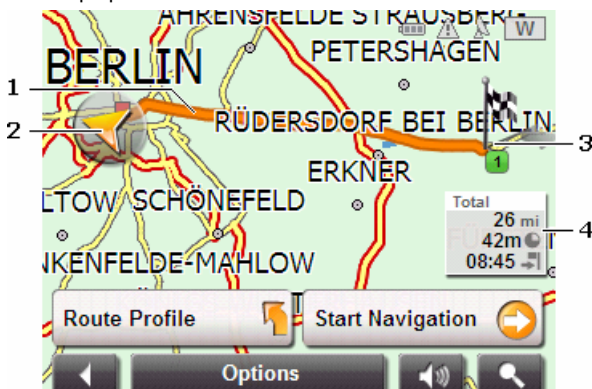 AHRENSFELDE STRAUSBERG
W
PETERSHAGEN
BERLIN
1
2
RÜDERSDORF BEI BERLIN
3
1
ERKNER
LTOW SCHÖNEFELD
Total
26 mi
4
42m
08:45
NKENFELDE-MAHLOW
Route Profile
Start Navigation
Options